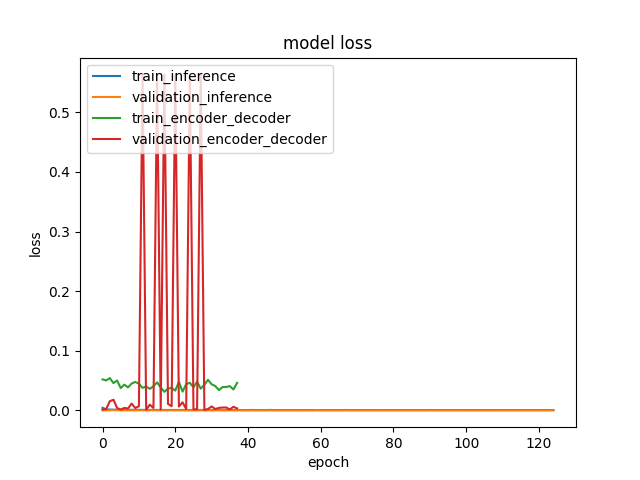 model loss
train_inference
validation_inference
train_encoder_decoder
validation_encoder_decoder
loss
0.5
0.4
0.3
0.2
0.1
0.0
0 20 40 60 80 100 120
epoch